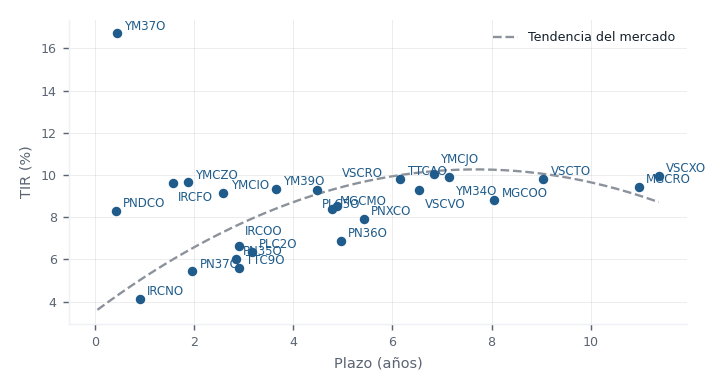 YM37O
Tendencia del mercado
16
14
12
YMCJO
10
VSCRO
TTCAO
VSCTO
VSCXO
YMCZO
YMCIO
YM39O
MGCRO
IRCFO
YM34O
MGCOO
8
PNDCO
PLC5O
MGCMO
VSCVO
PNXCO
6
IRCOO
PLC2O
PN35O
PN36O
PN37O
TTC9O
4
IRCNO
0
2
4
6
8
10
TIR (%)
Plazo (años)